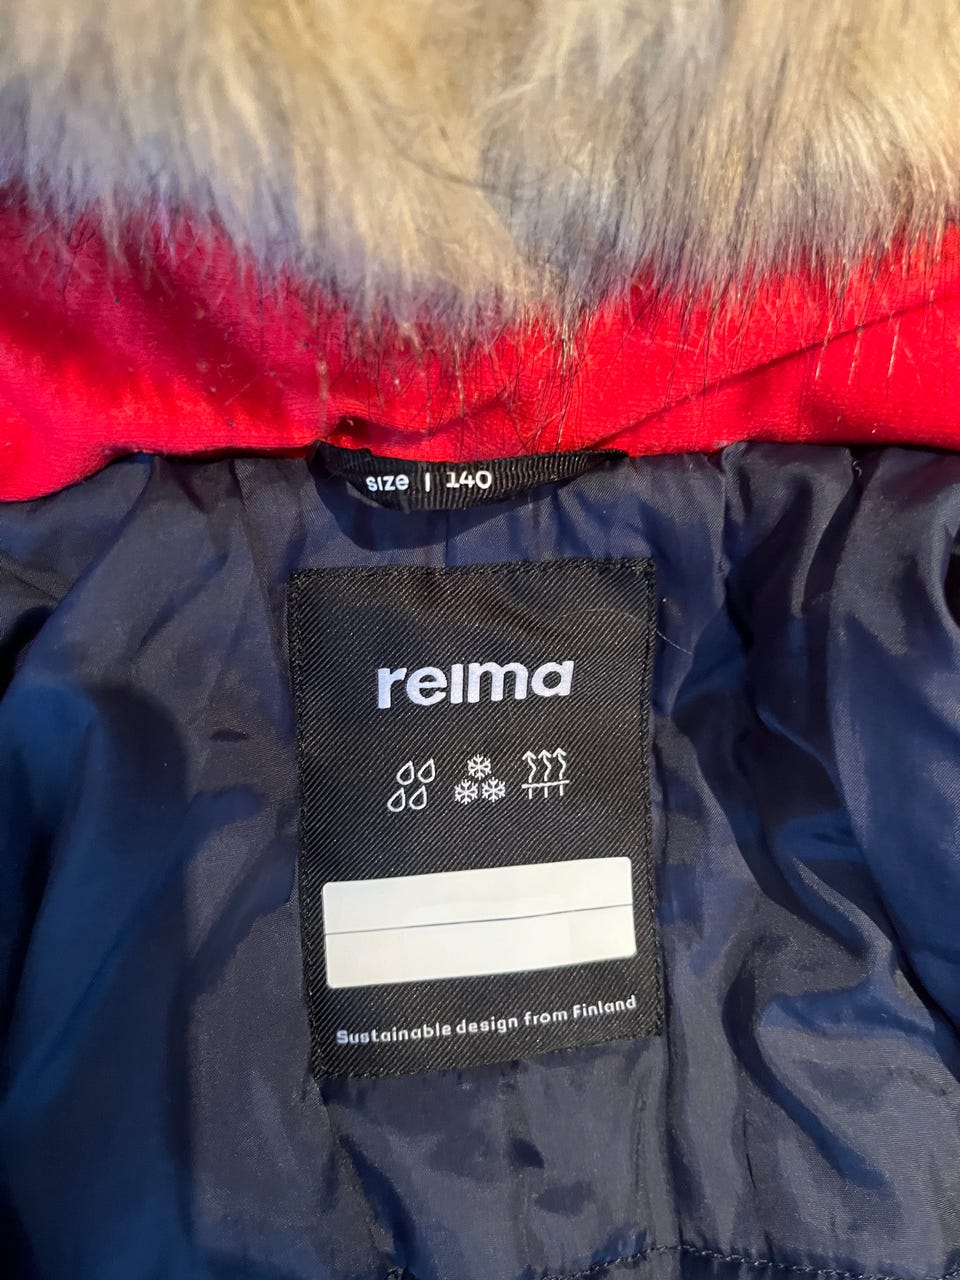 size | 140
reima
Sustainable design from Finland